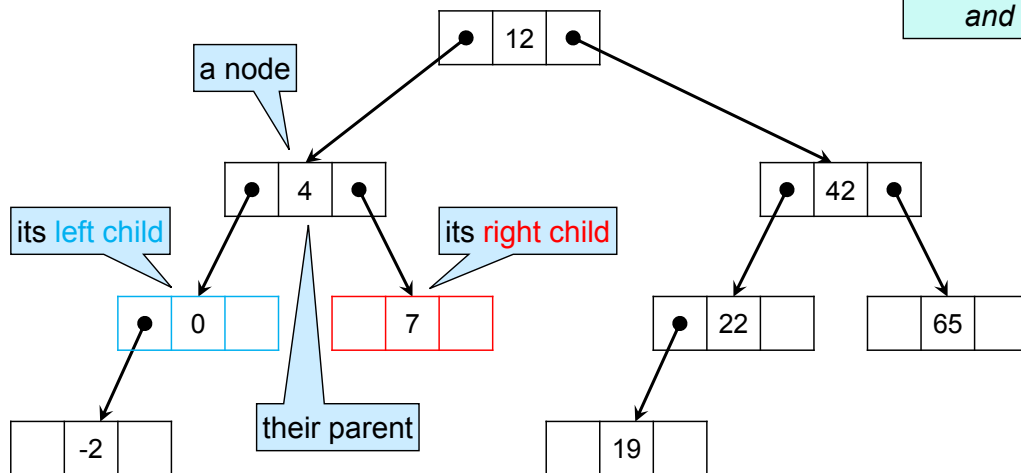 and
12
a node
4
42
its left child
its right child
0
7
22
65
their parent
-2
19